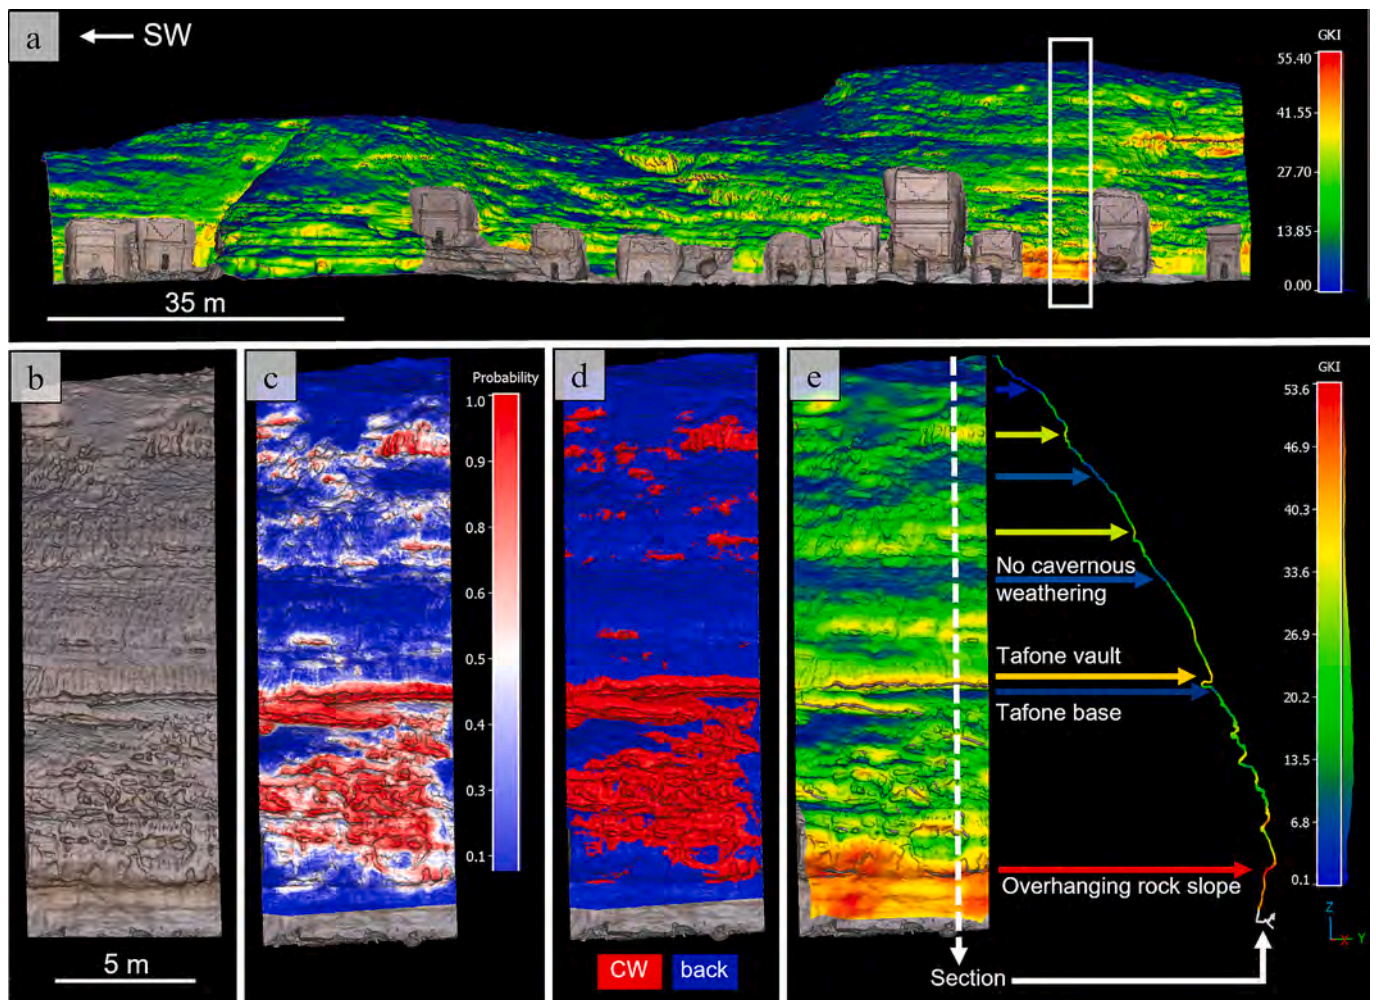 a
SW
GKI
55.40
41.55
27.70
13.85
0.00
35 m
b
c
Probability
1.0
0.9
0.8
0.7
0.5
0.4
0.3
0.1
d
e
GKI
53.6
46.9
40.3
33.6
26.9
20.2
13.5
6.8
0.1
No cavernous
weathering
Tafone vault
Tafone base
Overhanging rock slope
Z
X
Y
5 m
CW
back
Section